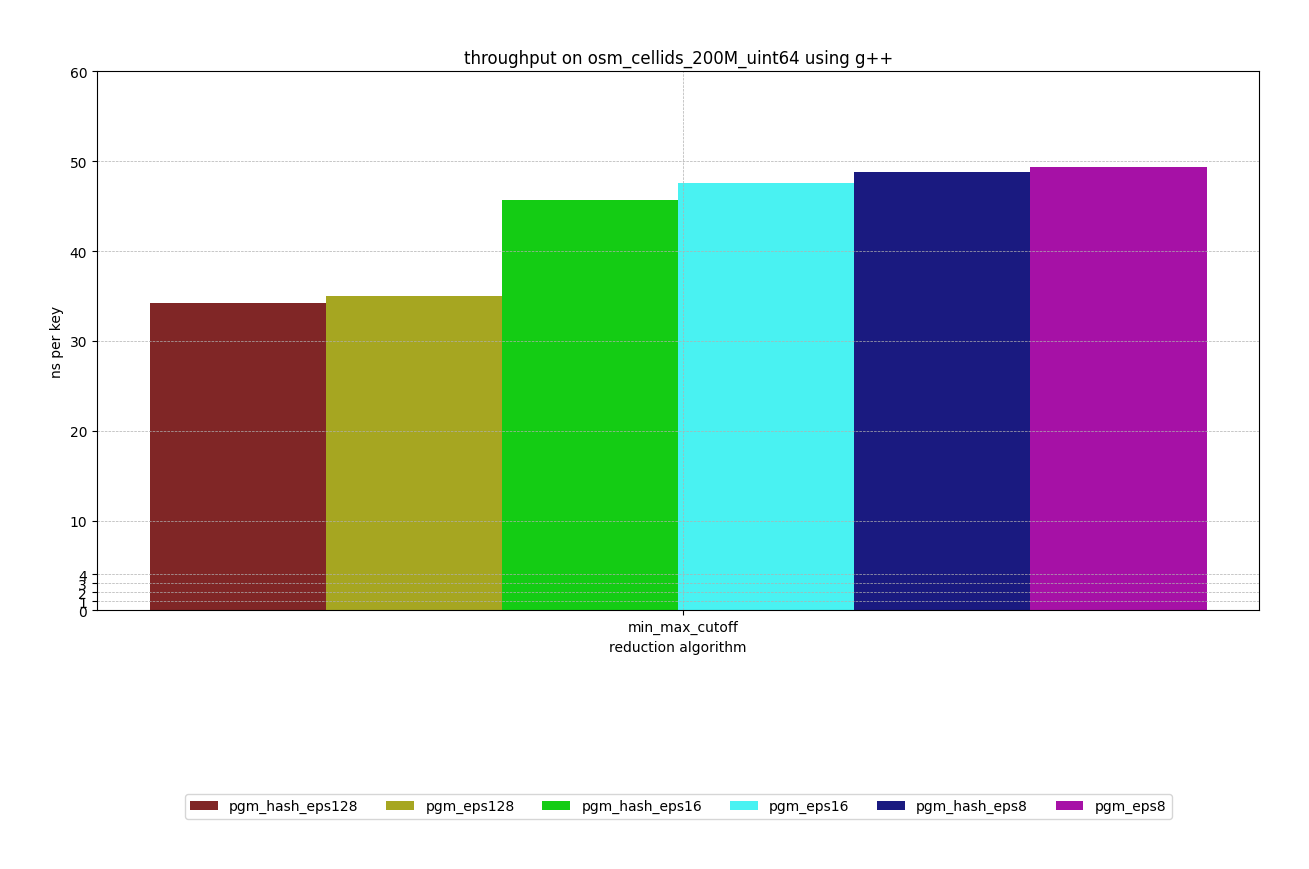 throughput on osm_cellids_200M_uint64 using g++
60
50
40
30
20
10
4
3
2
1
0
ns per key
min_max_cutoff
reduction algorithm
pgm_hash_eps128 pgm_eps128 pgm_hash_eps16 pgm_eps16 pgm_hash_eps8 pgm_eps8